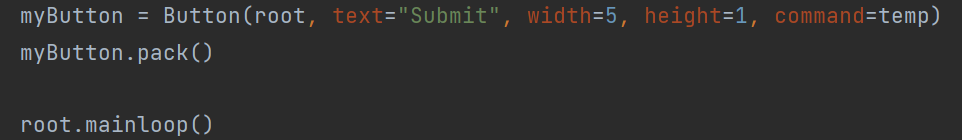 myButton = Button(root, text="Submit", width=5, height=1, command=temp)
myButton.pack()
root.mainloop()